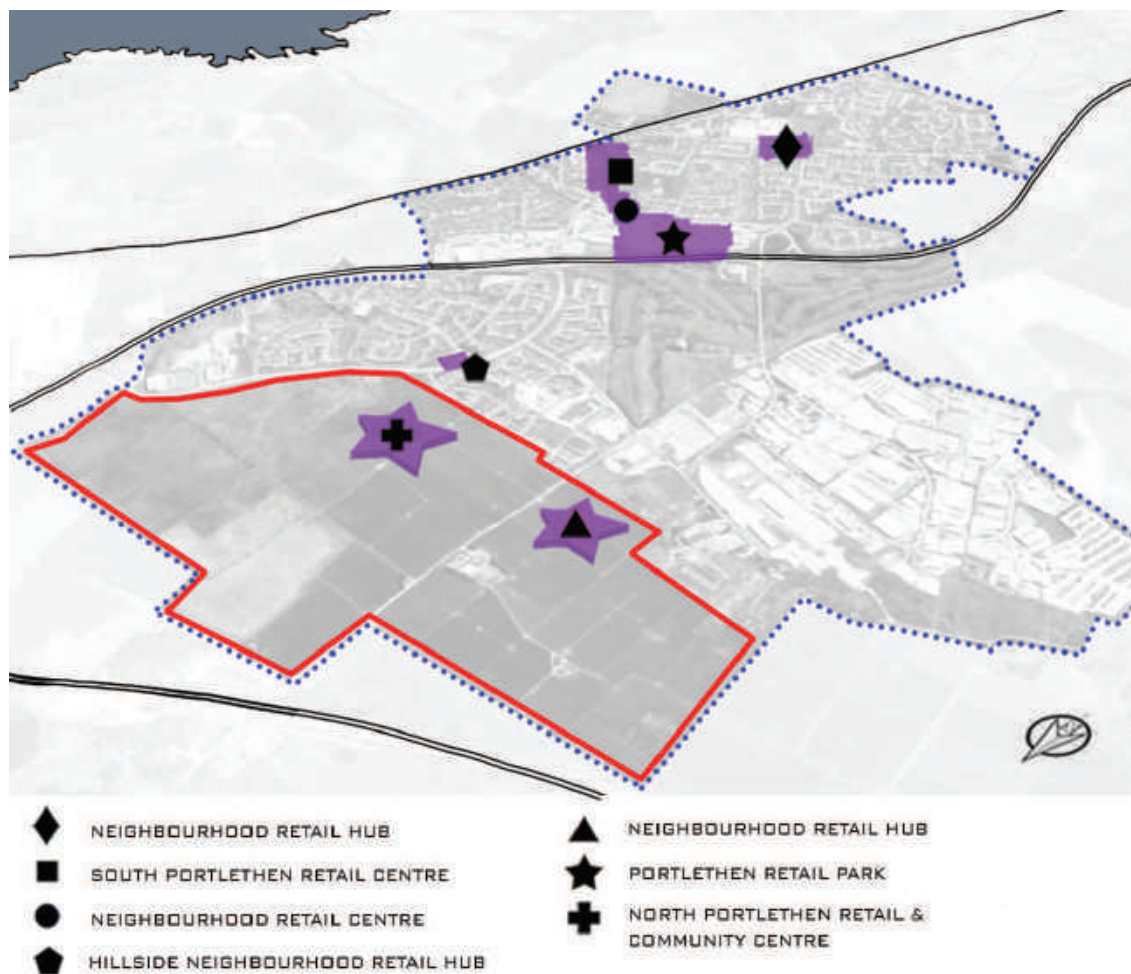 NEIGHBOURHOOD RETAIL HUB
SOUTH PORTLETHEN RETAIL CENTRE
NEIGHBOURHOOD RETAIL CENTRE
HILLSIDE NEIGHBOURHOOD RETAIL HUB
NEIGHBOURHOOD RETAIL HUB
PORTLETHEN RETAIL PARK
NORTH PORTLETHEN RETAIL &
COMMUNITY CENTRE